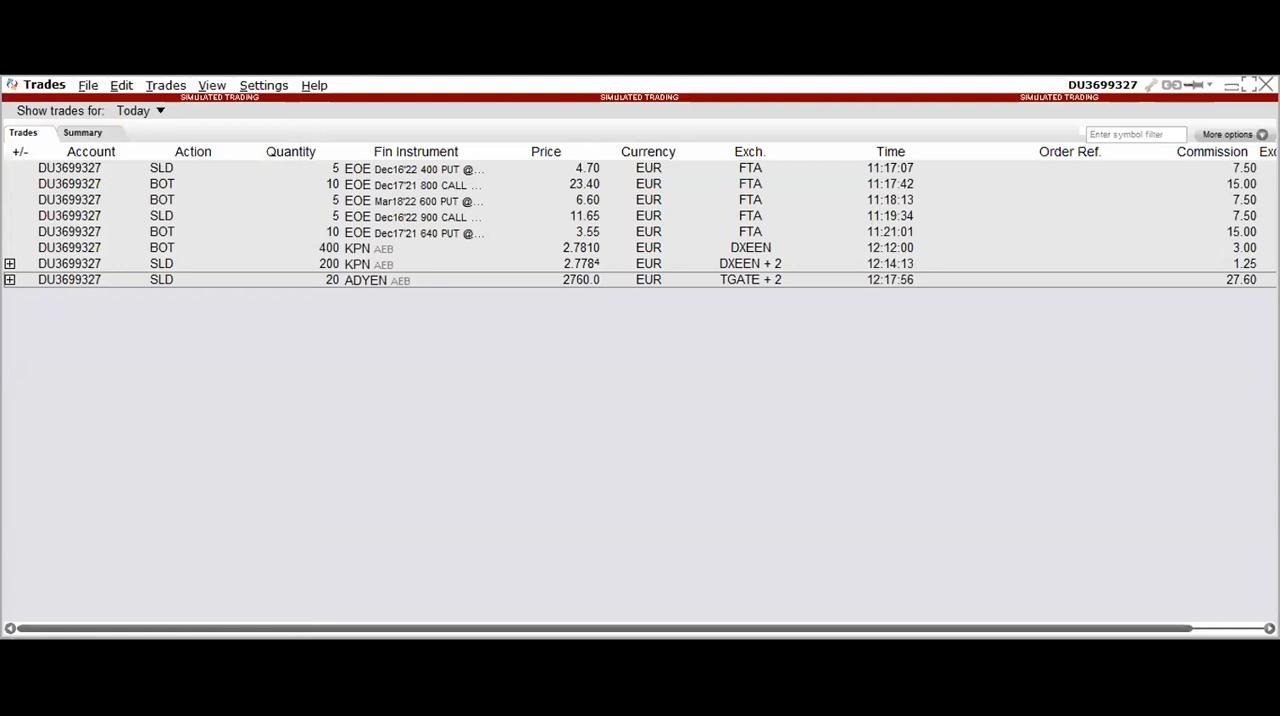 Trades File Edit Trades View Settings Help DU3699327
SIMULATED TRADING SIMULATED TRADING SIMULATED TRADING
Show trades for: Today
Trades Summary Enter symbol filter More options
+/- Account Action Quantity Fin Instrument Price Currency Exch. Time Order Ref. Commission Exc
DU3699327 SLD 5 EOE Dec16'22 400 PUT @... 4.70 EUR FTA 11:17:07 7.50
DU3699327 BOT 10 EOE Dec17'21 800 CALL ... 23.40 EUR FTA 11:17:42 15.00
DU3699327 BOT 5 EOE Mar18'22 600 PUT @... 6.60 EUR FTA 11:18:13 7.50
DU3699327 SLD 5 EOE Dec16'22 900 CALL ... 11.65 EUR FTA 11:19:34 7.50
DU3699327 BOT 10 EOE Dec17'21 640 PUT @... 3.55 EUR FTA 11:21:01 15.00
DU3699327 BOT 400 KPN AEB 2.7810 EUR DXEEN 12:12:00 3.00
DU3699327 SLD 200 KPN AEB 2.778⁴ EUR DXEEN + 2 12:14:13 1.25
DU3699327 SLD 20 ADYEN AEB 2760.0 EUR TGATE + 2 12:17:56 27.60